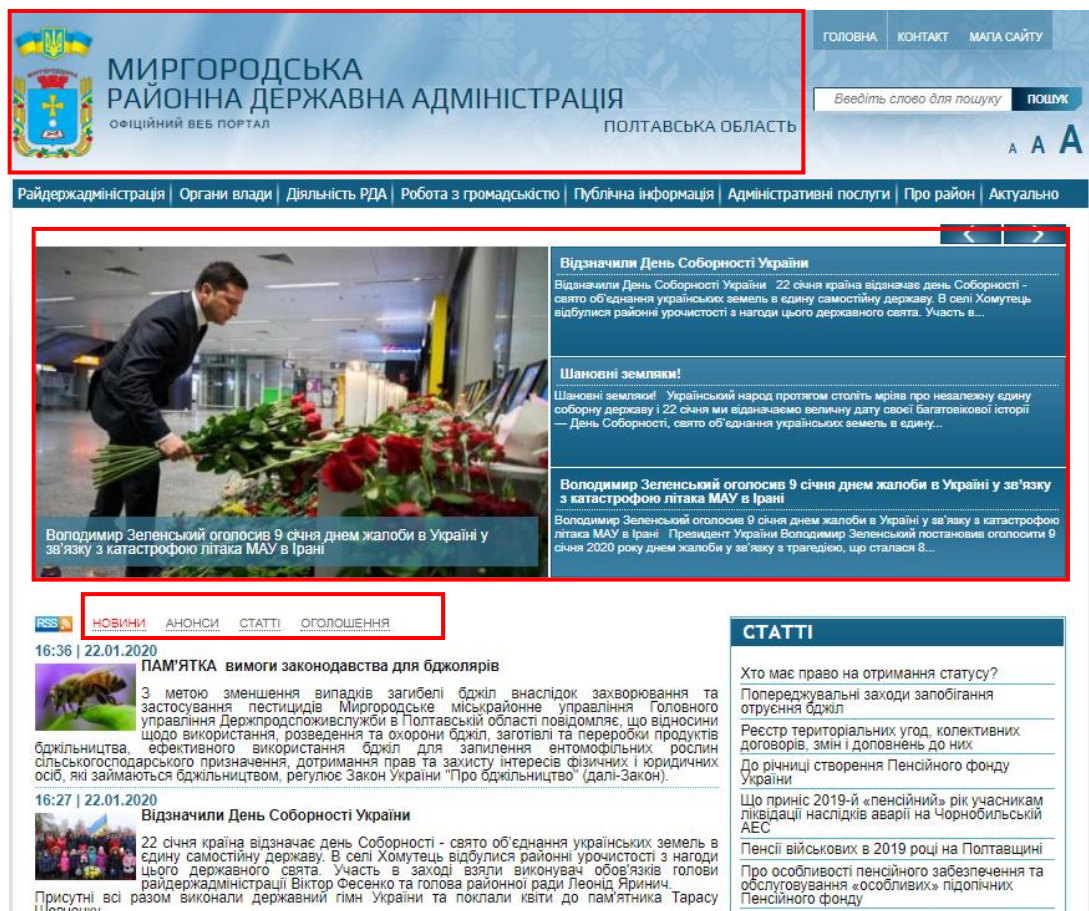 МИРГОРОДСЬКА
РАЙОННА ДЕРЖАВНА АДМІНІСТРАЦІЯ
ОФІЦІЙНИЙ ВЕБ ПОРТАЛ
ПОЛТАВСЬКА ОБЛАСТЬ
ГОЛОВНА КОНТАКТ МАПА САЙТУ
Введіть слово для пошуку ПОШУК
А А А
Райдержадміністрація Органи влади Діяльність РДА Робота з громадськістю Публічна інформація Адміністративні послуги Про район Актуально
Володимир Зеленський оголосив 9 січня днем жалоби в Україні у
зв'язку з катастрофою літака МАУ в Ірані
Відзначили День Соборності України
Відзначили День Соборності України 22 січня країна відзначає день Соборності -
свято об'єднання українських земель в єдину самостійну державу. В селі Хомутець
відбулися районні урочистості з нагоди цього державного свята. Участь в...
Шановні земляки!
Шановні земляки! Український народ протягом століть мріяв про незалежну єдину
соборну державу і 22 січня ми відзначаємо величну дату своєї багатовікової історії
— День Соборності, свято об'єднання українських земель в єдину...
Володимир Зеленський оголосив 9 січня днем жалоби в Україні у зв'язку
з катастрофою літака МАУ в Ірані
Володимир Зеленський оголосив 9 січня днем жалоби в Україні у зв'язку з катастрофою
літака МАУ в Ірані Президент України Володимир Зеленський постановив оголосити 9
січня 2020 року днем жалоби у зв'язку з трагедією, що сталася 8...
RSS НОВИНИ АНОНСИ СТАТТІ ОГОЛОШЕННЯ
16:36 | 22.01.2020
ПАМ'ЯТКА вимоги законодавства для бджолярів
З метою зменшення випадків загибелі бджіл внаслідок захворювання та
застосування пестицидів Миргородське міськрайонне управління Головного
управління Держпродспоживслужби в Полтавській області повідомляє, що відносини
щодо використання, розведення та охорони бджіл, заготівлі та переробки продуктів
бджільництва, ефективного використання бджіл для запилення ентомофільних рослин
сільськогосподарського призначення, дотримання прав та захисту інтересів фізичних і юридичних
осіб, які займаються бджільництвом, регулює Закон України "Про бджільництво" (далі-Закон).
16:27 | 22.01.2020
Відзначили День Соборності України
22 січня країна відзначає день Соборності - свято об'єднання українських земель в
єдину самостійну державу. В селі Хомутець відбулися районні урочистості з нагоди
цього державного свята. Участь в заході взяли виконувач обов'язків голови
райдержадміністрації Віктор Фесенко та голова районної ради Леонід Яринич.
Присутні всі разом виконали державний гімн України та поклали квіти до пам'ятника Тарасу
Шевченку
СТАТТІ
Хто має право на отримання статусу?
Попереджувальні заходи запобігання
отруєння бджіл
Реєстр територіальних угод, колективних
договорів, змін і доповнень до них
До річниці створення Пенсійного фонду
України
Що приніс 2019-й «пенсійний» рік учасникам
ліквідації наслідків аварії на Чорнобильській
АЕС
Пенсії військових в 2019 році на Полтавщині
Про особливості пенсійного забезпечення та
обслуговування «особливих» підопічних
Пенсійного фонду